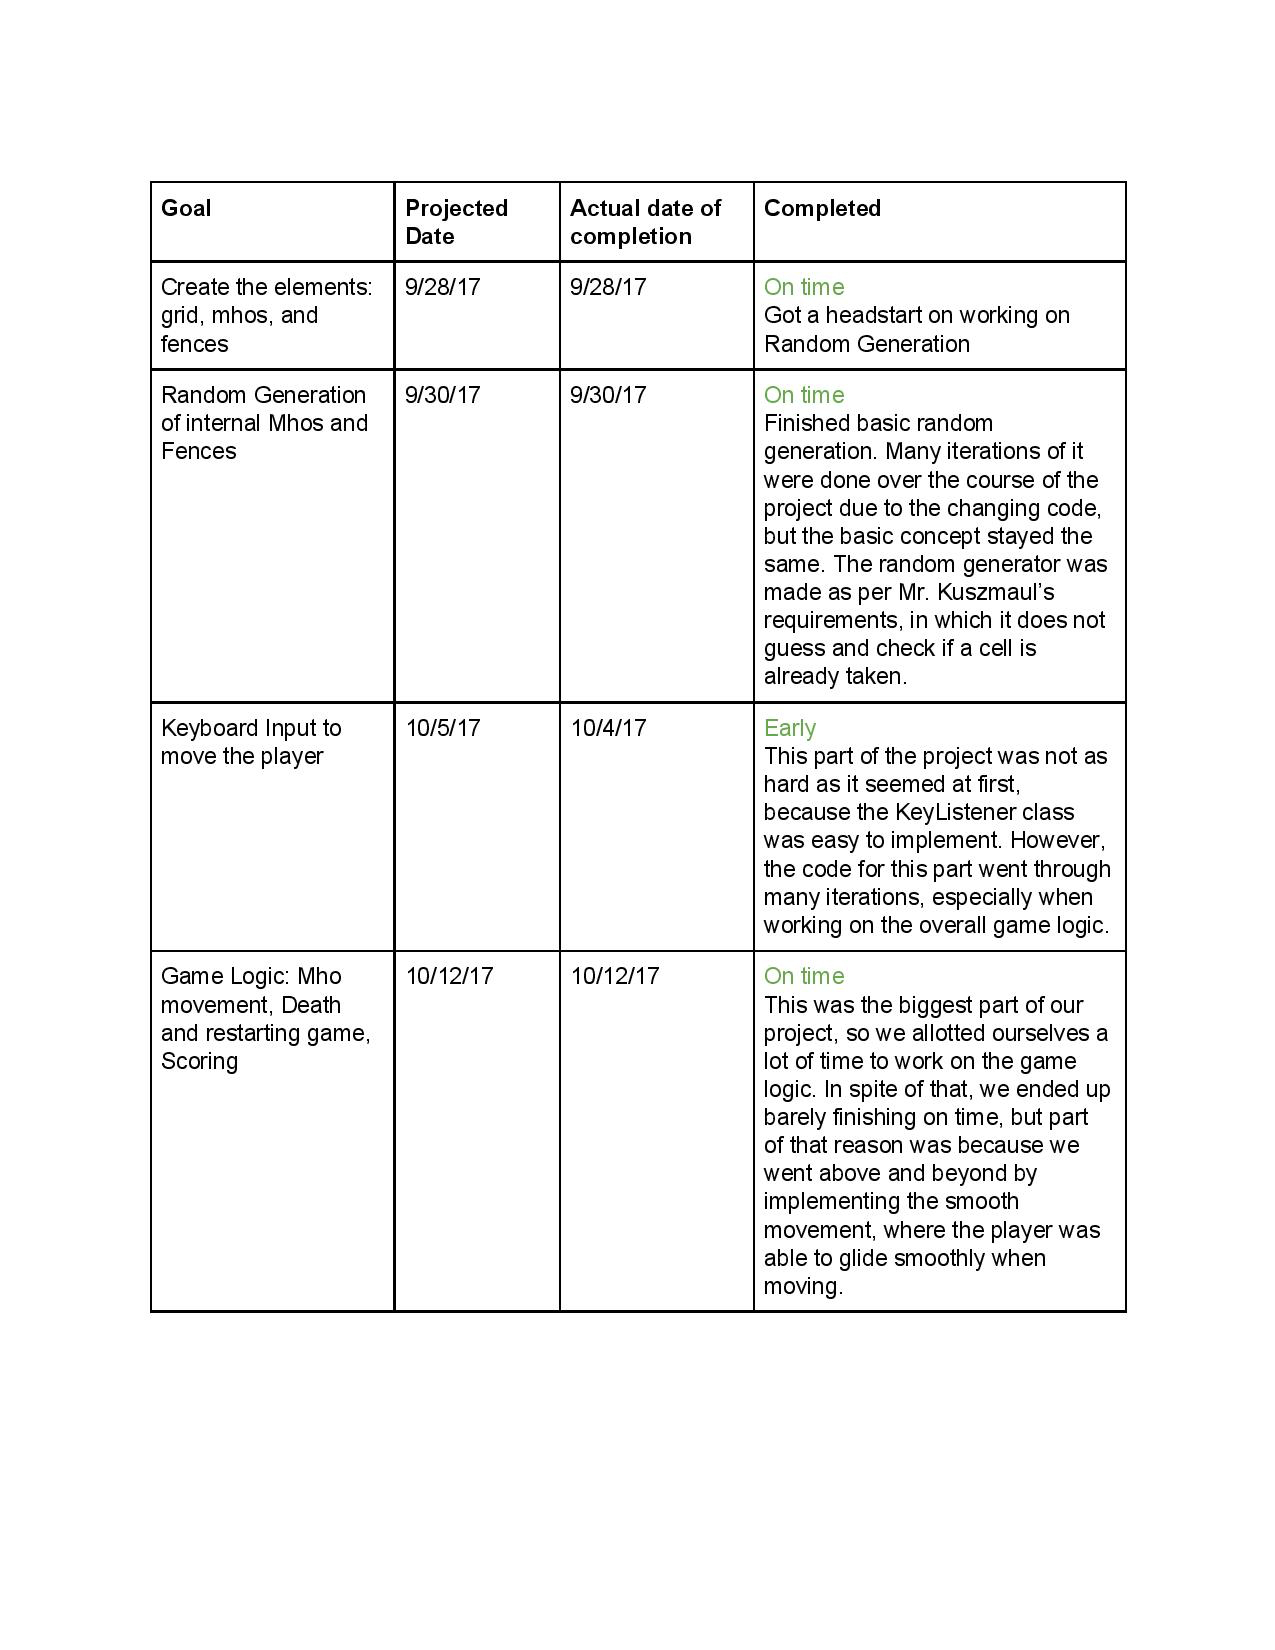 Goal
Projected
Date
Actual date of
completion
Completed
Create the elements:
grid, mhos, and
fences
9/28/17
9/28/17
On time
Got a headstart on working on
Random Generation
Random Generation
of internal Mhos and
Fences
9/30/17
9/30/17
On time
Finished basic random
generation. Many iterations of it
were done over the course of the
project due to the changing code,
but the basic concept stayed the
same. The random generator was
made as per Mr. Kuszmaul’s
requirements, in which it does not
guess and check if a cell is
already taken.
Keyboard Input to
move the player
10/5/17
10/4/17
Early
This part of the project was not as
hard as it seemed at first,
because the KeyListener class
was easy to implement. However,
the code for this part went through
many iterations, especially when
working on the overall game logic.
Game Logic: Mho
movement, Death
and restarting game,
Scoring
10/12/17
10/12/17
On time
This was the biggest part of our
project, so we allotted ourselves a
lot of time to work on the game
logic. In spite of that, we ended up
barely finishing on time, but part
of that reason was because we
went above and beyond by
implementing the smooth
movement, where the player was
able to glide smoothly when
moving.